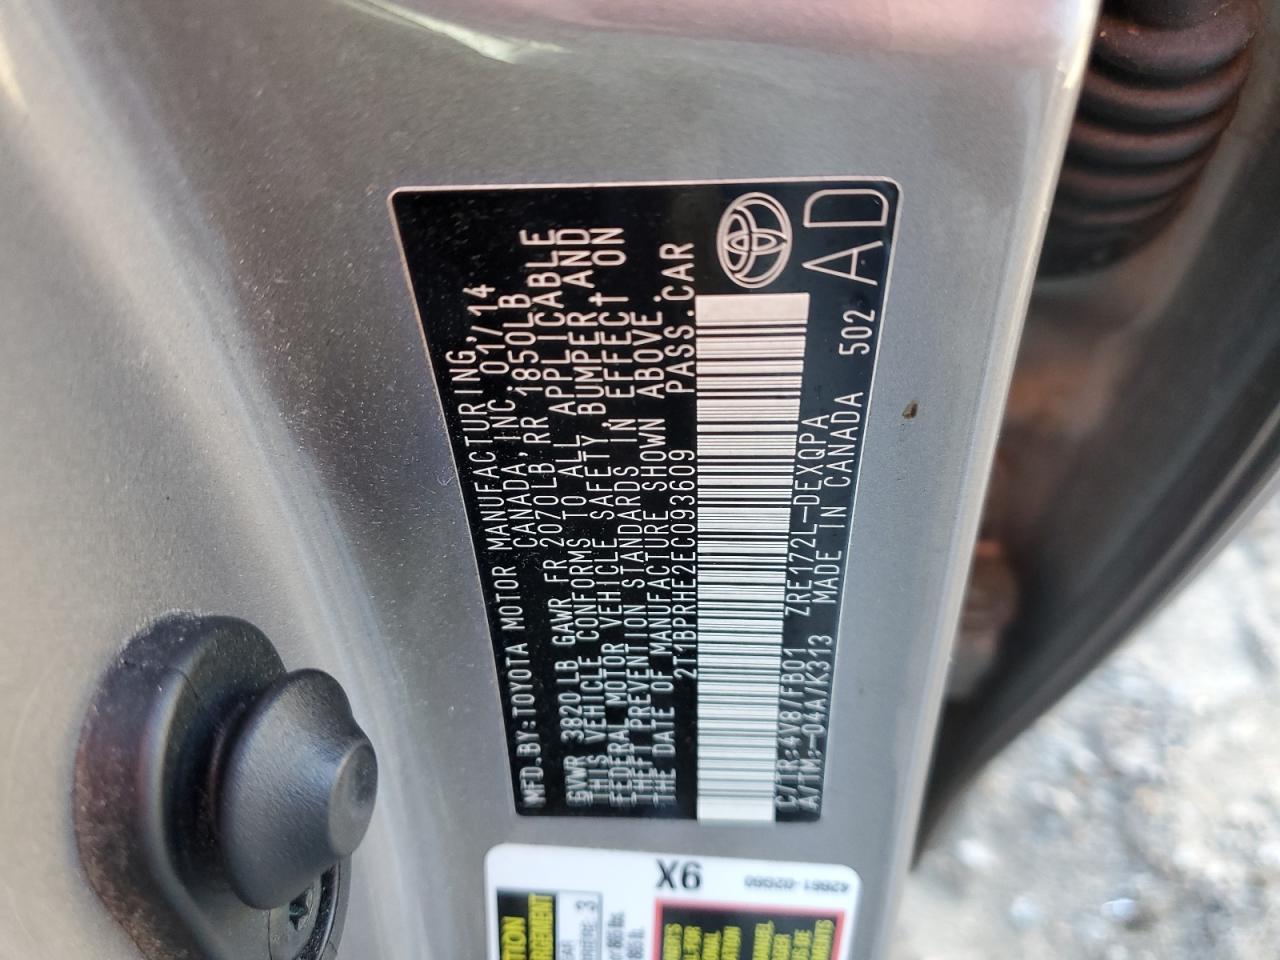 MFD.BY:TOYOTA MOTOR MANUFACTURING,
CANADA,INC. 01/14
GVWR 3820 LB GAWR FR 2070LB,RR 1850LB
THIS VEHICLE CONFORMS TO ALL APPLICABLE
FEDERAL MOTOR VEHICLE SAFETY,BUMPER,AND
THEFT PREVENTION STANDARDS IN EFFECT ON
THE DATE OF MANUFACTURE SHOWN ABOVE.
2T1BPRHE2EC093609 PASS.CAR
C/TR:4V8/FB01 ZRE172L-DEXQPA
A/TM:-04A/K313 MADE IN CANADA 502
AD
9X
3